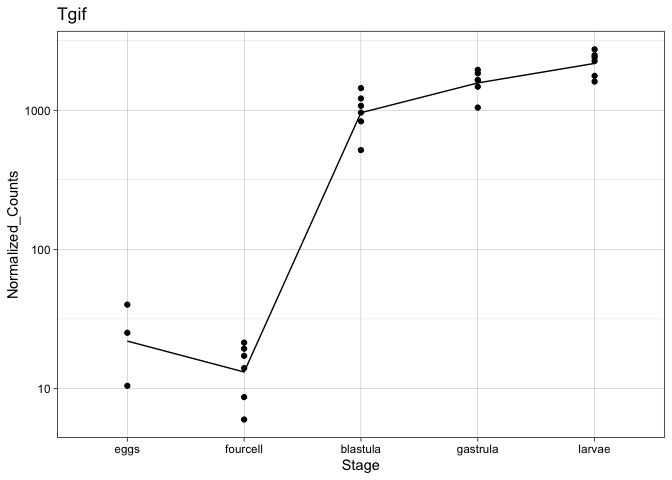 Tgif
Normalized_Counts
1000
100
10
eggs fourcell blastula gastrula larvae
Stage